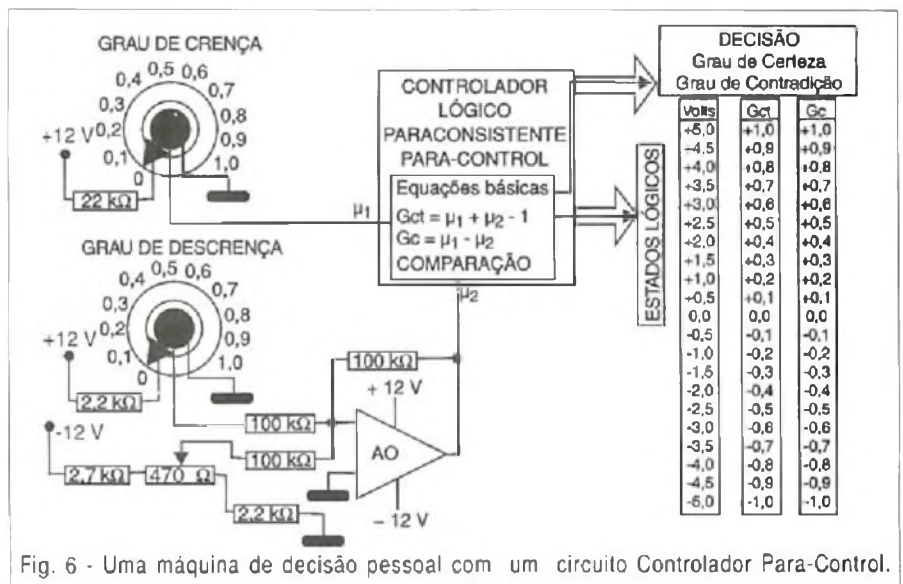 GRAU DE CRENÇA
0 0,1 0,2 0,3 0,4 0,5 0,6 0,7 0,8 0,9 1,0
+12 V
22 kΩ
µ1
GRAU DE DESCRENÇA
0 0,1 0,2 0,3 0,4 0,5 0,6 0,7 0,8 0,9 1,0
+12 V
2,2 kΩ
-12 V
2,7 kΩ
470 Ω
2,2 kΩ
100 kΩ
100 kΩ
100 kΩ
+ 12 V
AO
- 12 V
µ2
CONTROLADOR
LÓGICO
PARACONSISTENTE
PARA-CONTROL
Equações básicas
Gct = µ1 + µ2 - 1
Gc = µ1 - µ2
COMPARAÇÃO
ESTADOS LÓGICOS
DECISÃO
Grau de Certeza
Grau de Contradição
Volts Gct Gc
+5,0 +1,0 +1,0
+4,5 +0,9 +0,9
+4,0 +0,8 +0,8
+3,5 +0,7 +0,7
+3,0 +0,6 +0,6
+2,5 +0,5 +0,5
+2,0 +0,4 +0,4
+1,5 +0,3 +0,3
+1,0 +0,2 +0,2
+0,5 +0,1 +0,1
0,0 0,0 0,0
-0,5 -0,1 -0,1
-1,0 -0,2 -0,2
-1,5 -0,3 -0,3
-2,0 -0,4 -0,4
-2,5 -0,5 -0,5
-3,0 -0,6 -0,6
-3,5 -0,7 -0,7
-4,0 -0,8 -0,8
-4,5 -0,9 -0,9
-5,0 -1,0 -1,0
Fig. 6 - Uma máquina de decisão pessoal com um circuito Controlador Para-Control.